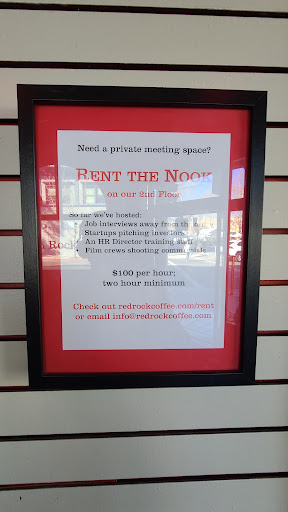 Need a private meeting space?
RENT THE NOOK
on our 2nd Floor
So far we've hosted:
• Job interviews away from the
• Startups pitching investors
• An HR Director training staff
• Film crews shooting commercials
Rock
$100 per hour;
two hour minimum
Check out redrockcoffee.com/rent
or email info@redrockcoffee.com